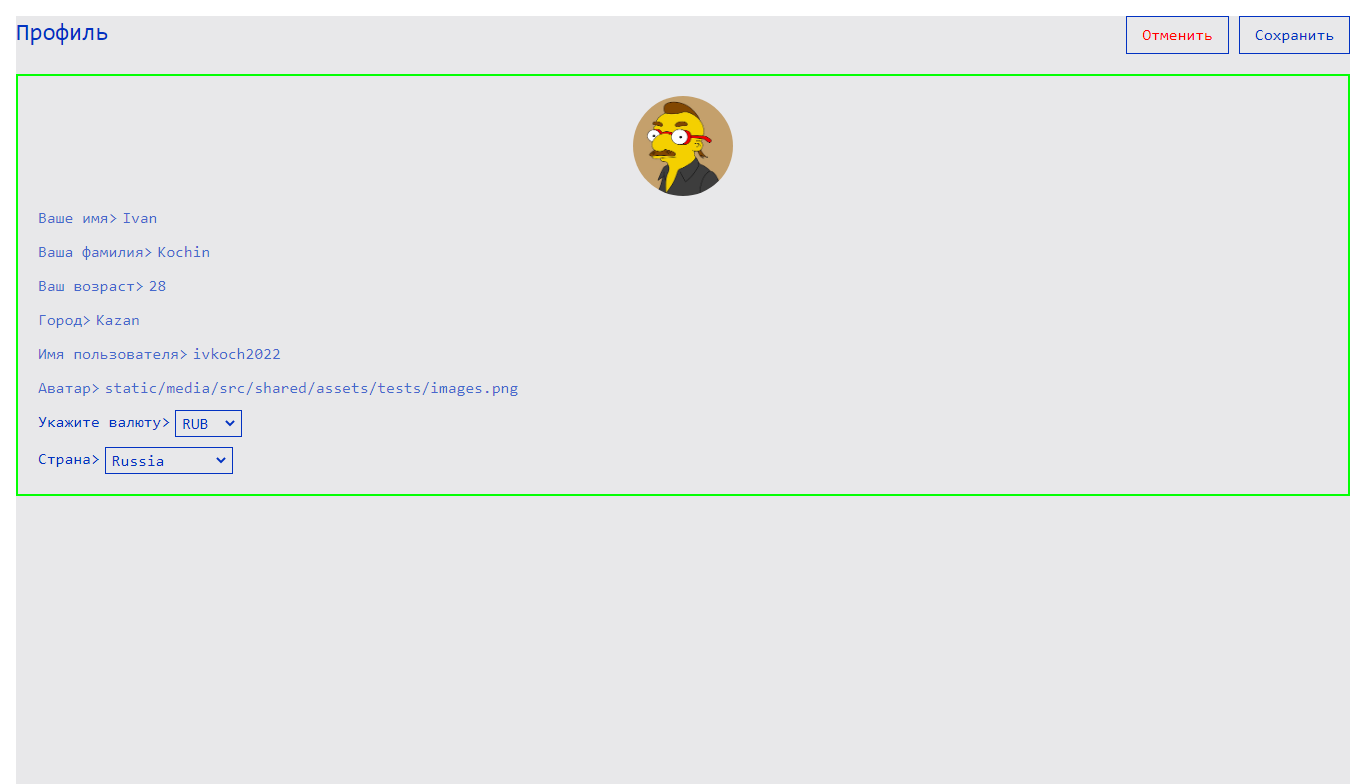 Профиль
Отменить
Сохранить
Ваше имя> Ivan
Ваша фамилия> Kochin
Ваш возраст> 28
Город> Kazan
Имя пользователя> ivkoch2022
Аватар> static/media/src/shared/assets/tests/images.png
Укажите валюту> RUB
Страна> Russia